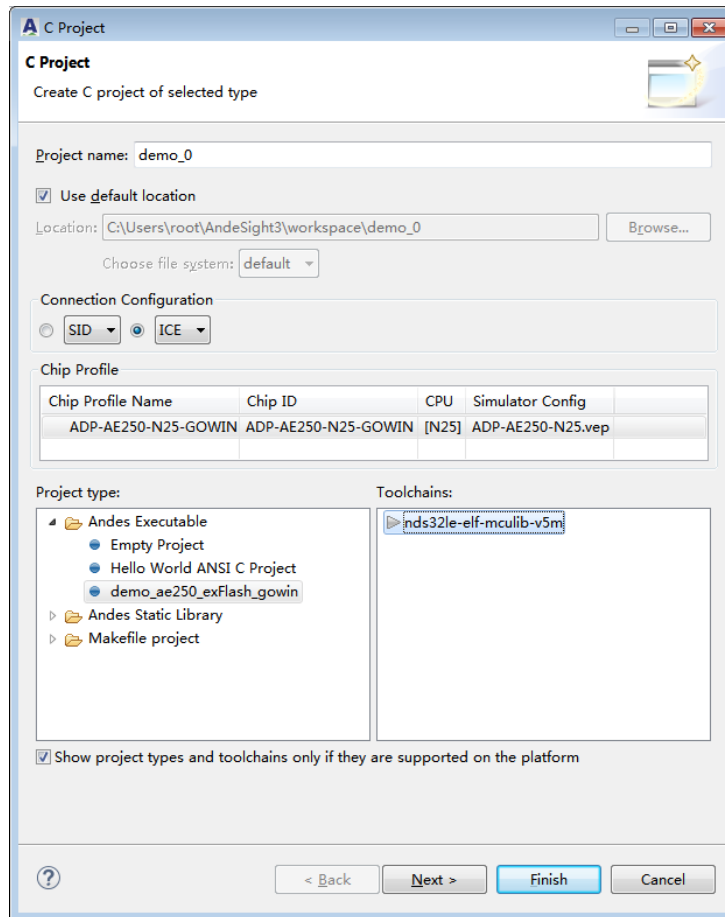 C Project
C Project
Create C project of selected type
Project name: demo_0
Use default location
Location: C:\Users\root\AndeSight3\workspace\demo_0 Browse...
Choose file system: default
Connection Configuration
SID ICE
Chip Profile
Chip Profile Name Chip ID CPU Simulator Config
ADP-AE250-N25-GOWIN ADP-AE250-N25-GOWIN [N25] ADP-AE250-N25.vep
Project type: Toolchains:
Andes Executable nds32le-elf-mculib-v5m
Empty Project
Hello World ANSI C Project
demo_ae250_exFlash_gowin
Andes Static Library
Makefile project
Show project types and toolchains only if they are supported on the platform
? < Back Next > Finish Cancel